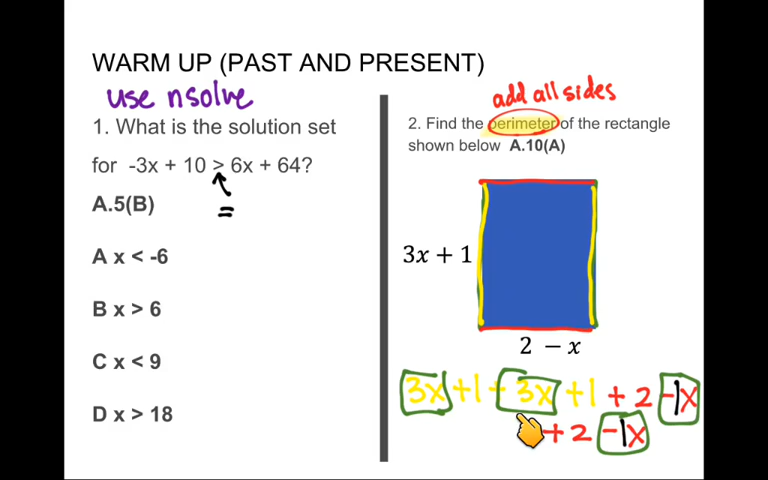 WARM UP (PAST AND PRESENT)
use nsolve
1. What is the solution set
for -3x + 10 > 6x + 64?
=
A.5(B)
A x < -6
B x > 6
C x < 9
D x > 18
add all sides
2. Find the perimeter of the rectangle
shown below A.10(A)
3x + 1
2 − x
3x +1 + 3x +1 + 2 -1x
+ 2 -1x